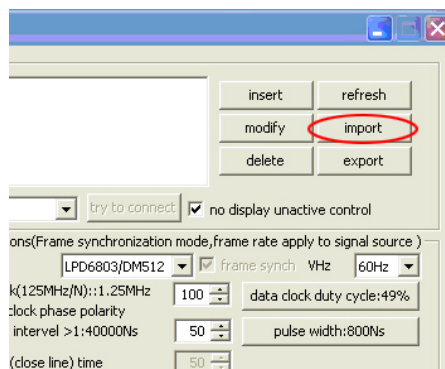 insert refresh
modify import
delete export
try to connect no display unactive control
ons(Frame synchronization mode,frame rate apply to signal source )
LPD6803/DM512 frame synch VHz 60Hz
k(125MHz/N)::1.25MHz 100 data clock duty cycle:49%
clock phase polarity
intervel >1:40000Ns 50 pulse width:800Ns
(close line) time 50